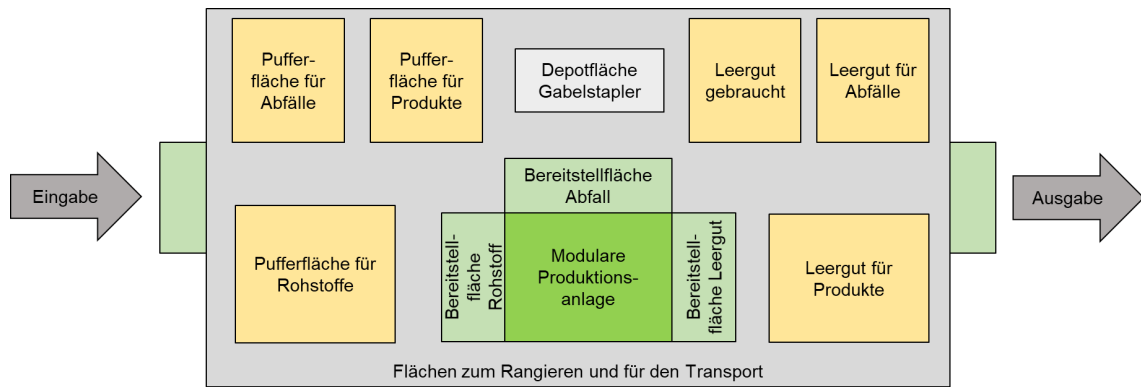 Puffer-
fläche für
Abfälle
Puffer-
fläche für
Produkte
Depotfläche
Gabelstapler
Leergut
gebraucht
Leergut für
Abfälle
Eingabe
Bereitstellfläche
Abfall
Ausgabe
Pufferfläche für
Rohstoffe
Bereitstell-
fläche
Rohstoff
Modulare
Produktions-
anlage
Bereitstell-
fläche Leergut
Leergut für
Produkte
Flächen zum Rangieren und für den Transport